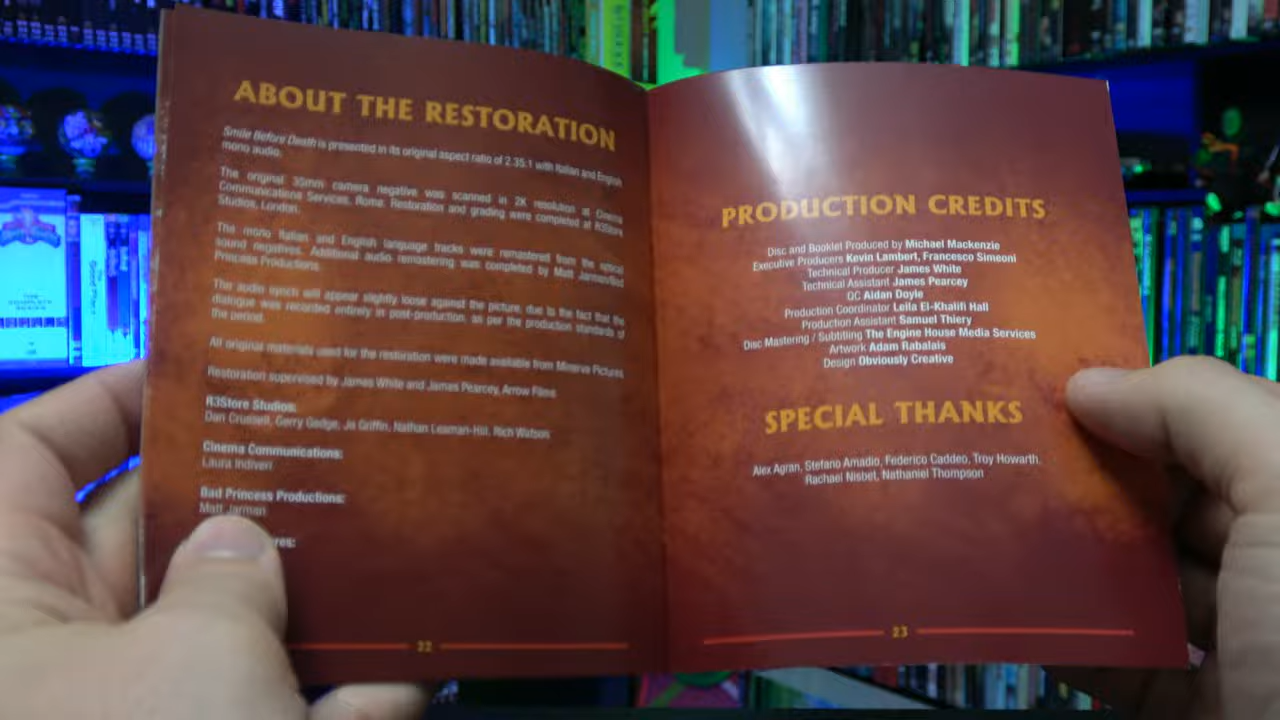 ABOUT THE RESTORATION
Smile Before Death is presented in its original aspect ratio of 2.35:1 with Italian and English
mono audio.
The original 35mm camera negative was scanned in 2K resolution at Cinema
Communications Services, Rome. Restoration and grading were completed at R3Store
Studios, London.
The mono Italian and English language tracks were remastered from the optical
sound negatives. Additional audio remastering was completed by Matt Jarman/Bad
Princess Productions.
The audio synch will appear slightly loose against the picture, due to the fact that the
dialogue was recorded entirely in post-production, as per the production standards of
the period.
All original materials used for the restoration were made available from Minerva Pictures
Restoration supervised by James White and James Pearcey, Arrow Films
R3Store Studios:
Dan Crussell, Gerry Gedge, Jo Griffin, Nathan Leaman-Hill, Rich Watson
Cinema Communications:
Laura Indiveri
Bad Princess Productions:
Matt Jarman
22
PRODUCTION CREDITS
Disc and Booklet Produced by Michael Mackenzie
Executive Producers Kevin Lambert, Francesco Simeoni
Technical Producer James White
Technical Assistant James Pearcey
QC Aidan Doyle
Production Coordinator Leila El-Khalifi Hall
Production Assistant Samuel Thiery
Disc Mastering / Subtitling The Engine House Media Services
Artwork Adam Rabalais
Design Obviously Creative
SPECIAL THANKS
Alex Agran, Stefano Amadio, Federico Caddeo, Troy Howarth,
Rachael Nisbet, Nathaniel Thompson
23